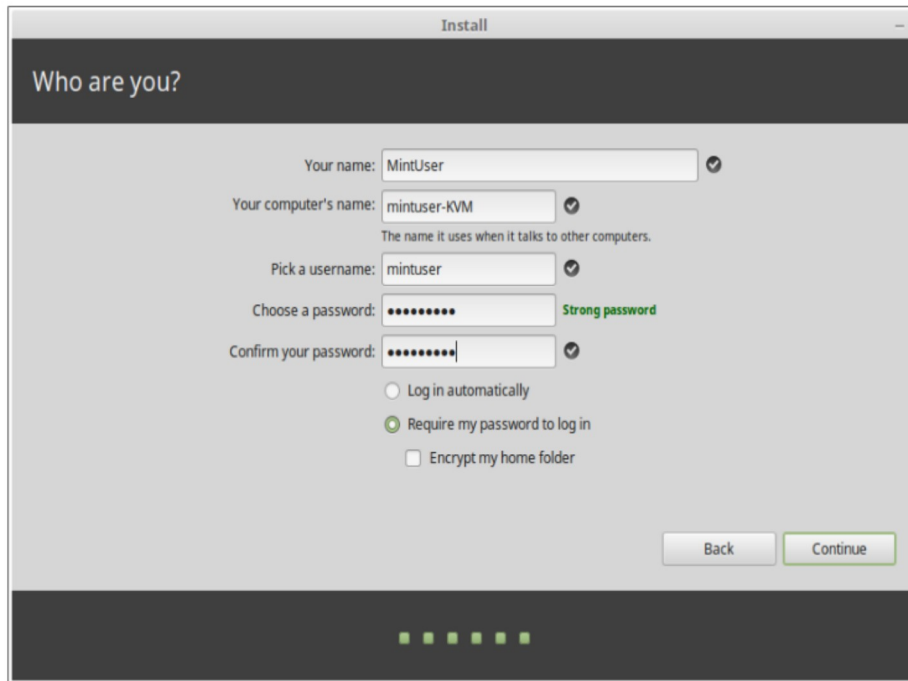 Install
Who are you?
Your name: MintUser
Your computer's name: mintuser-KVM
The name it uses when it talks to other computers.
Pick a username: mintuser
Choose a password: ●●●●●●●●● Strong password
Confirm your password: ●●●●●●●●●
Log in automatically
Require my password to log in
Encrypt my home folder
Back Continue